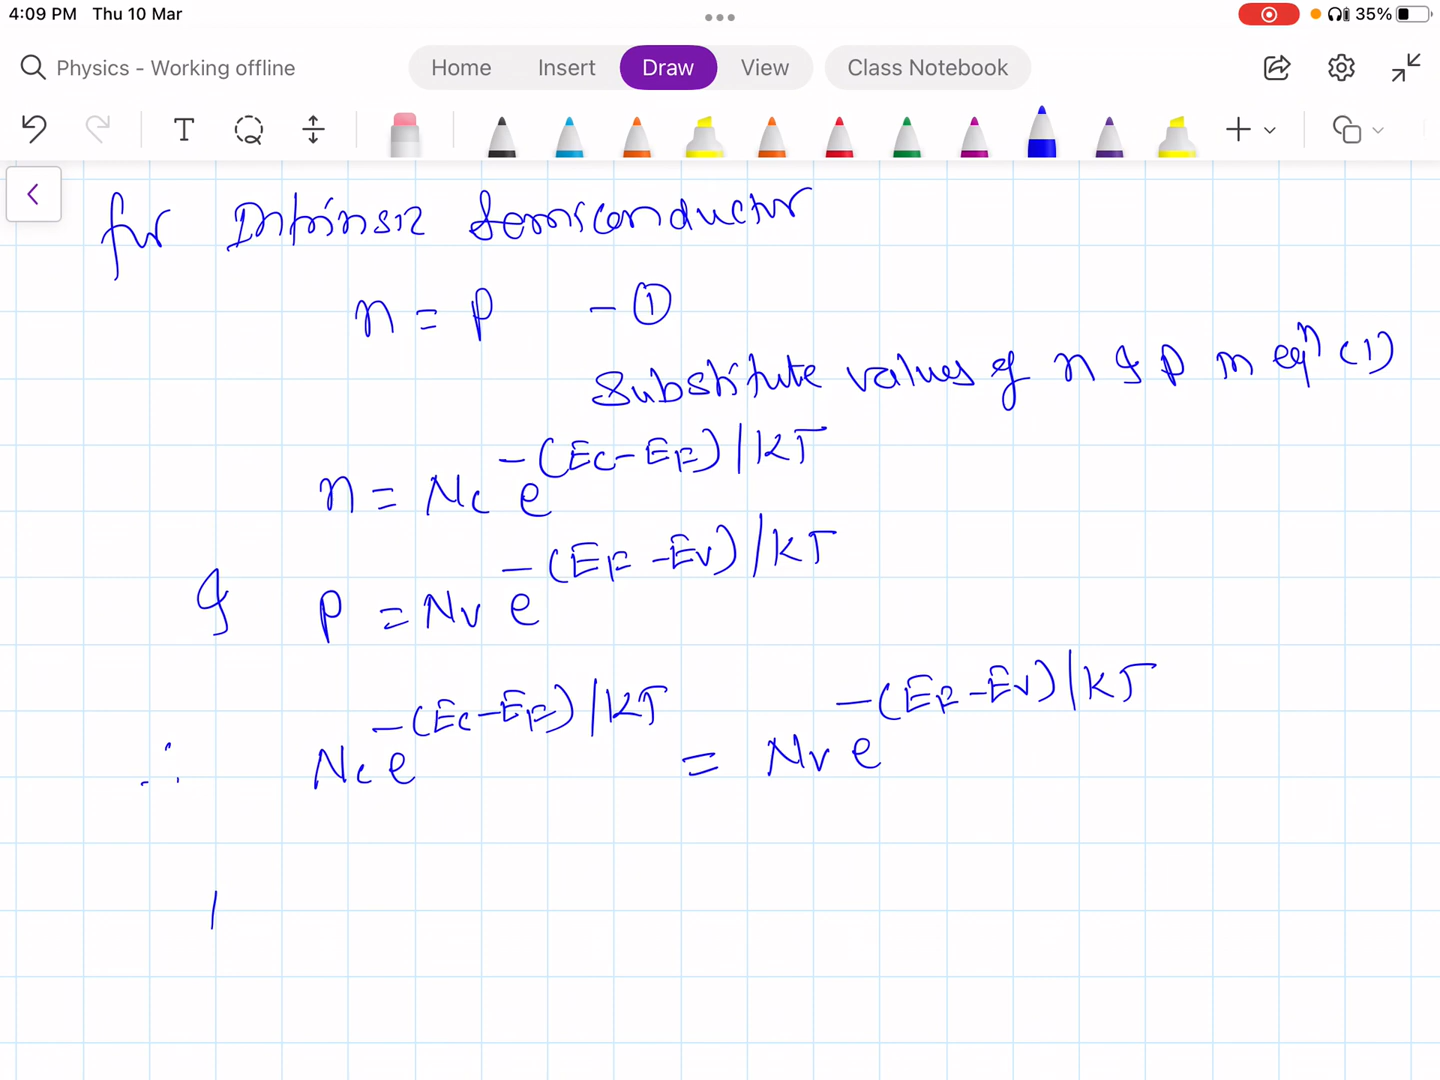 4:09 PM Thu 10 Mar
35%
Physics - Working offline
Home Insert Draw View Class Notebook
T
for Intrinsic Semiconductor
n = p - ①
Substitute values of n & p in eqⁿ (1)
n = Nc e^-(Ec-EF)/KT
& p = Nv e^-(EF-Ev)/KT
∴ Nc e^-(Ec-EF)/KT = Nv e^-(EF-Ev)/KT